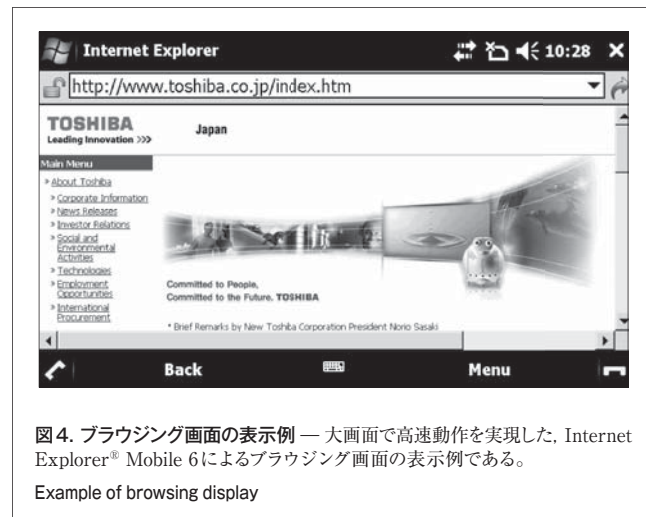 Internet Explorer 10:28
http://www.toshiba.co.jp/index.htm
TOSHIBA
Leading Innovation >>>
Japan
Main Menu
About Toshiba
Corporate Information
News Releases
Investor Relations
Social and
Environmental
Activities
Technologies
Employment
Opportunities
International
Procurement
Committed to People,
Committed to the Future. TOSHIBA
* Brief Remarks by New Toshiba Corporation President Norio Sasaki
Back Menu
図4. ブラウジング画面の表示例 — 大画面で高速動作を実現した, Internet
Explorer® Mobile 6によるブラウジング画面の表示例である。
Example of browsing display